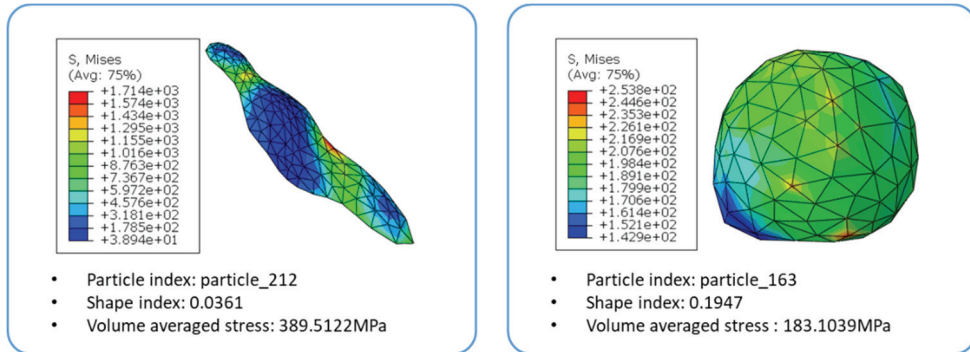 S, Mises
(Avg: 75%)
+1.714e+03
+1.574e+03
+1.434e+03
+1.295e+03
+1.155e+03
+1.016e+03
+8.763e+02
+7.367e+02
+5.972e+02
+4.576e+02
+3.181e+02
+1.785e+02
+3.894e+01
• Particle index: particle_212
• Shape index: 0.0361
• Volume averaged stress: 389.5122MPa
S, Mises
(Avg: 75%)
+2.538e+02
+2.446e+02
+2.353e+02
+2.261e+02
+2.169e+02
+2.076e+02
+1.984e+02
+1.891e+02
+1.799e+02
+1.706e+02
+1.614e+02
+1.521e+02
+1.429e+02
• Particle index: particle_163
• Shape index: 0.1947
• Volume averaged stress : 183.1039MPa